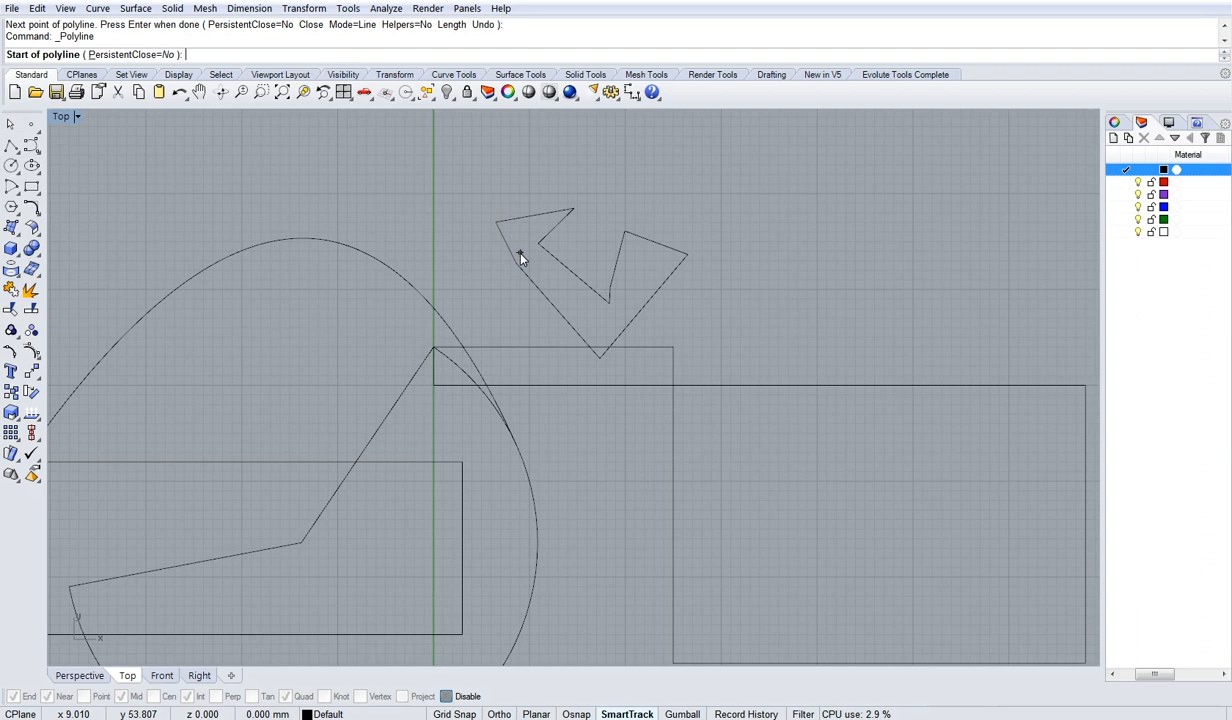 File Edit View Curve Surface Solid Mesh Dimension Transform Tools Analyze Render Panels Help
Next point of polyline. Press Enter when done ( PersistentClose=No Close Mode=Line Helpers=No Length Undo ):
Command: _Polyline
Start of polyline ( PersistentClose=No ):
Standard CPlanes Set View Display Select Viewport Layout Visibility Transform Curve Tools Surface Tools Solid Tools Mesh Tools Render Tools Drafting New in V5 Evolute Tools Complete
Top
Material
y
x
Perspective Top Front Right
End Near Point Mid Cen Int Perp Tan Quad Knot Vertex Project Disable
CPlane x 9.010 y 53.807 z 0.000 0.000 mm Default Grid Snap Ortho Planar Osnap SmartTrack Gumball Record History Filter CPU use: 2.9 %